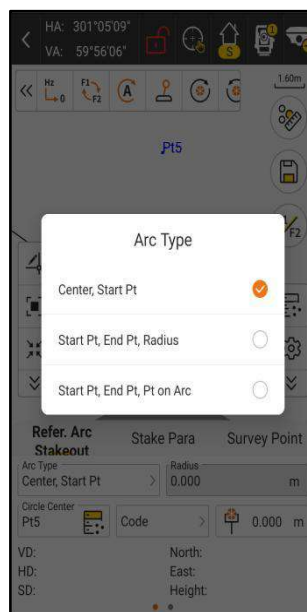 HA: 301°05'09"
VA: 59°56'06"
S
1
Hz
0
F1
F2
A
1.60m
Pt5
F2
Arc Type
Center, Start Pt
Start Pt, End Pt, Radius
Start Pt, End Pt, Pt on Arc
Refer. Arc Stakeout
Stake Para
Survey Point
Arc Type
Center, Start Pt
Radius
0.000 m
Circle Center
Pt5
Code
0.000 m
VD:
North:
HD:
East:
SD:
Height: